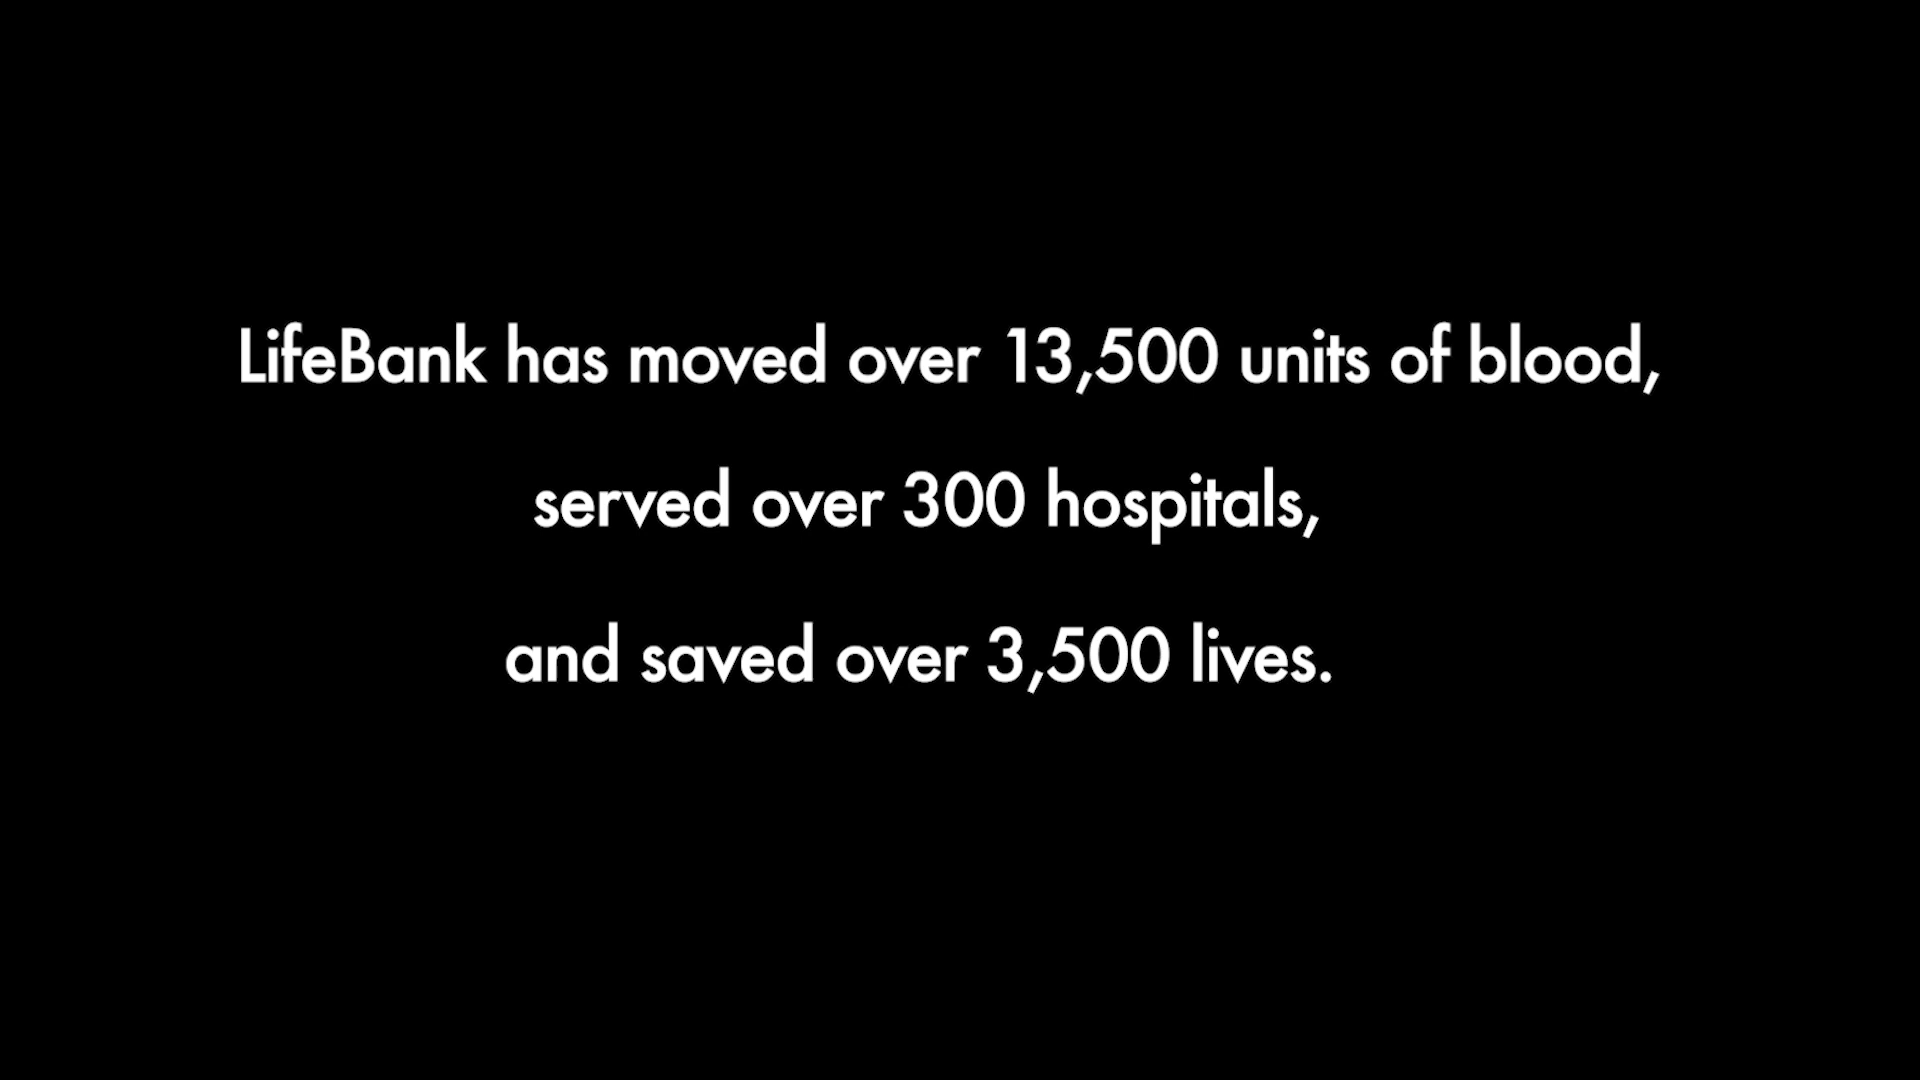 LifeBank has moved over 13,500 units of blood,
served over 300 hospitals,
and saved over 3,500 lives.